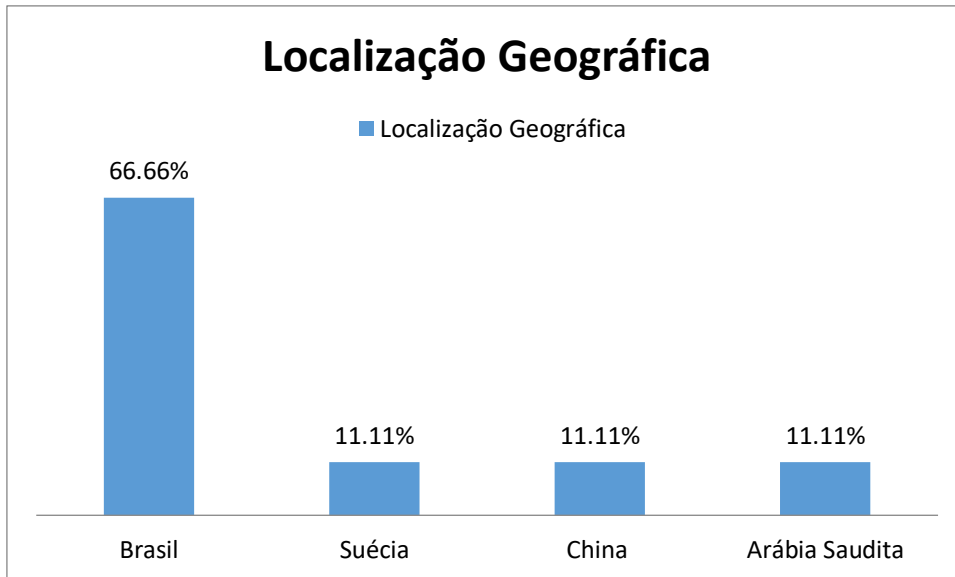 Localização Geográfica
Localização Geográfica
66.66%
11.11% 11.11% 11.11%
Brasil Suécia China Arábia Saudita